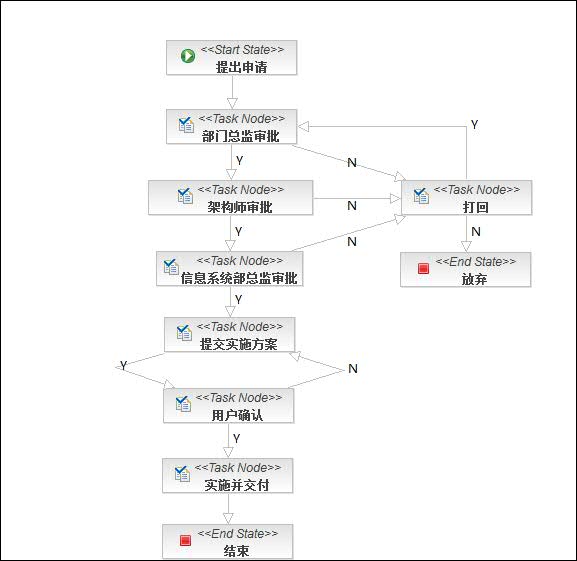 <<Start State>>
提出申请
<<Task Node>>
部门总监审批
Y
Y
N
<<Task Node>>
架构师审批
N
<<Task Node>>
打回
Y
N
N
<<Task Node>>
信息系统部总监审批
<<End State>>
放弃
Y
<<Task Node>>
提交实施方案
Y
N
<<Task Node>>
用户确认
Y
<<Task Node>>
实施并交付
<<End State>>
结束